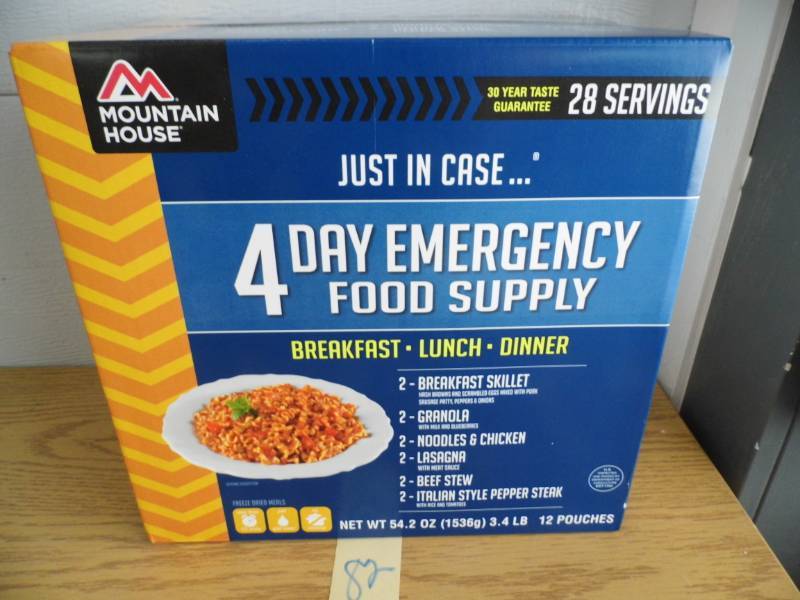 MOUNTAIN
HOUSE
30 YEAR TASTE
GUARANTEE
28 SERVINGS
JUST IN CASE...®
4 DAY EMERGENCY
FOOD SUPPLY
BREAKFAST · LUNCH · DINNER
2 - BREAKFAST SKILLET
HASH BROWNS AND SCRAMBLED EGGS MIXED WITH PORK
SAUSAGE PATTY, PEPPERS & ONIONS
2 - GRANOLA
WITH MILK AND BLUEBERRIES
2 - NOODLES & CHICKEN
2 - LASAGNA
WITH MEAT SAUCE
2 - BEEF STEW
2 - ITALIAN STYLE PEPPER STEAK
WITH RICE AND TOMATOES
FREEZE DRIED MEALS
NET WT 54.2 OZ (1536g) 3.4 LB 12 POUCHES
82